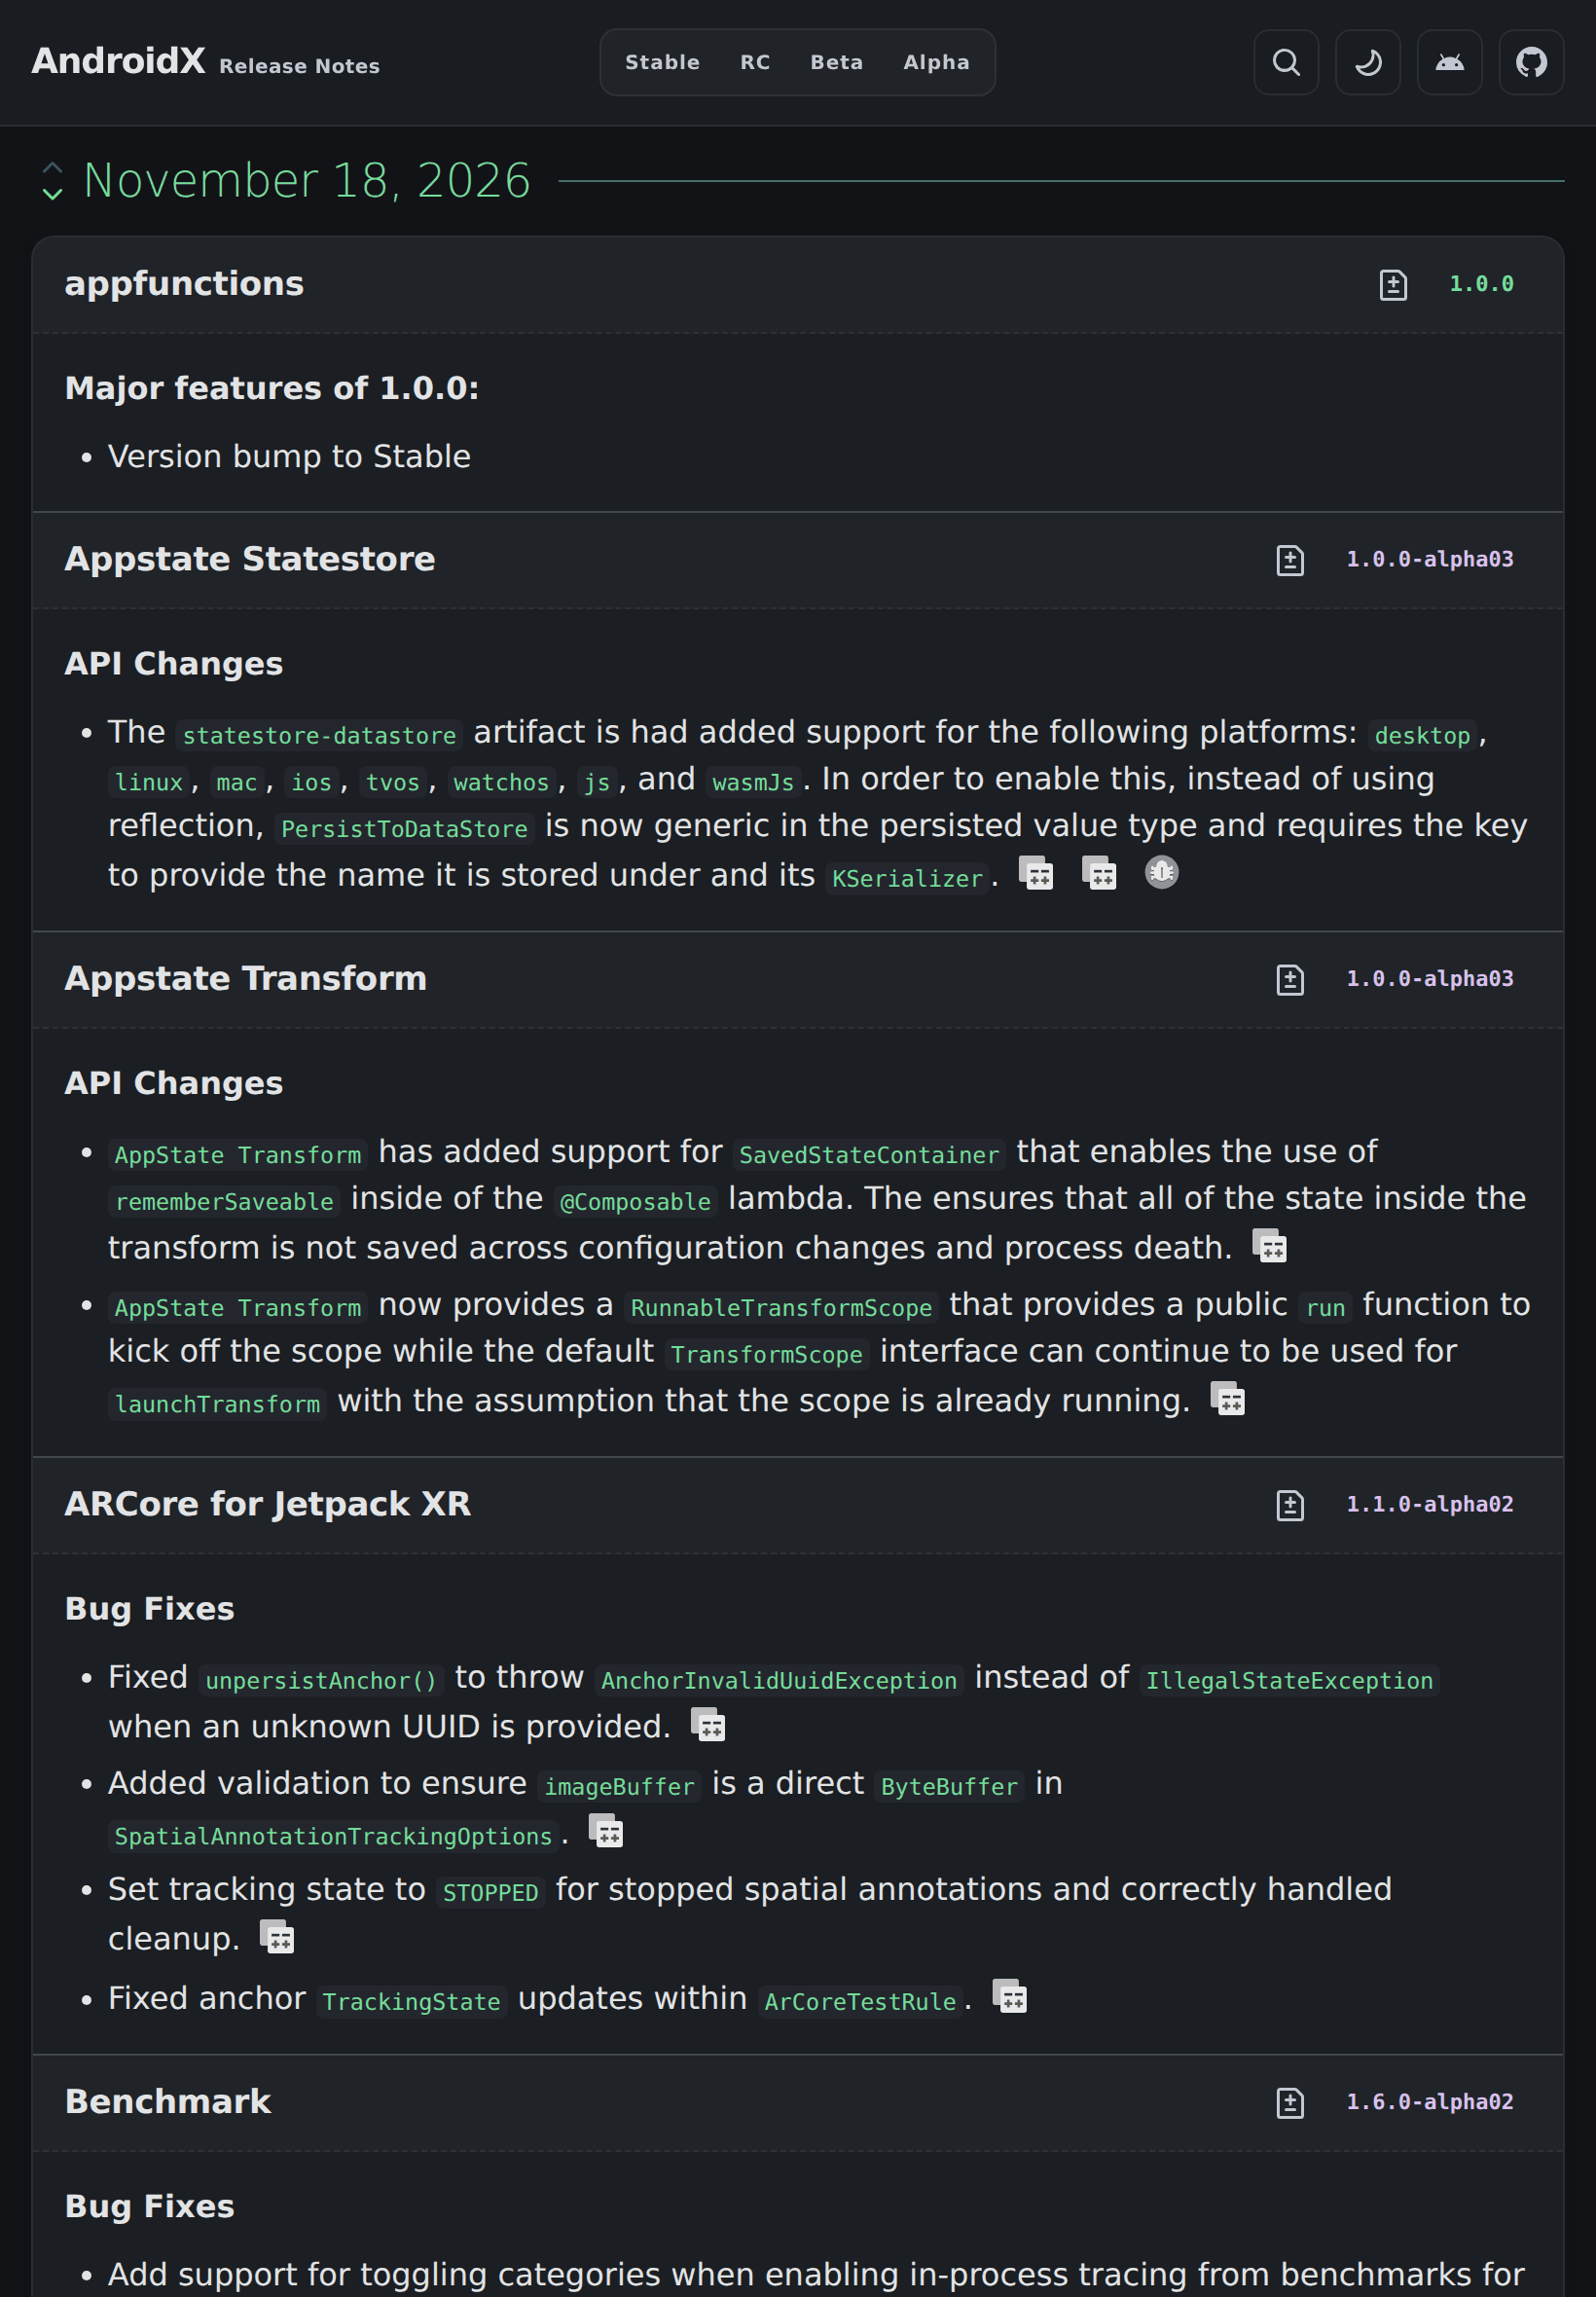 AndroidX Release Notes
Stable RC Beta Alpha
November 18, 2026
appfunctions 1.0.0
Major features of 1.0.0:
• Version bump to Stable
Appstate Statestore 1.0.0-alpha03
API Changes
• The statestore-datastore artifact is had added support for the following platforms: desktop,
linux, mac, ios, tvos, watchos, js, and wasmJs. In order to enable this, instead of using
reflection, PersistToDataStore is now generic in the persisted value type and requires the key
to provide the name it is stored under and its KSerializer.
Appstate Transform 1.0.0-alpha03
API Changes
• AppState Transform has added support for SavedStateContainer that enables the use of
rememberSaveable inside of the @Composable lambda. The ensures that all of the state inside the
transform is not saved across configuration changes and process death.
• AppState Transform now provides a RunnableTransformScope that provides a public run function to
kick off the scope while the default TransformScope interface can continue to be used for
launchTransform with the assumption that the scope is already running.
ARCore for Jetpack XR 1.1.0-alpha02
Bug Fixes
• Fixed unpersistAnchor() to throw AnchorInvalidUuidException instead of IllegalStateException
when an unknown UUID is provided.
• Added validation to ensure imageBuffer is a direct ByteBuffer in
SpatialAnnotationTrackingOptions.
• Set tracking state to STOPPED for stopped spatial annotations and correctly handled
cleanup.
• Fixed anchor TrackingState updates within ArCoreTestRule.
Benchmark 1.6.0-alpha02
Bug Fixes
• Add support for toggling categories when enabling in-process tracing from benchmarks for